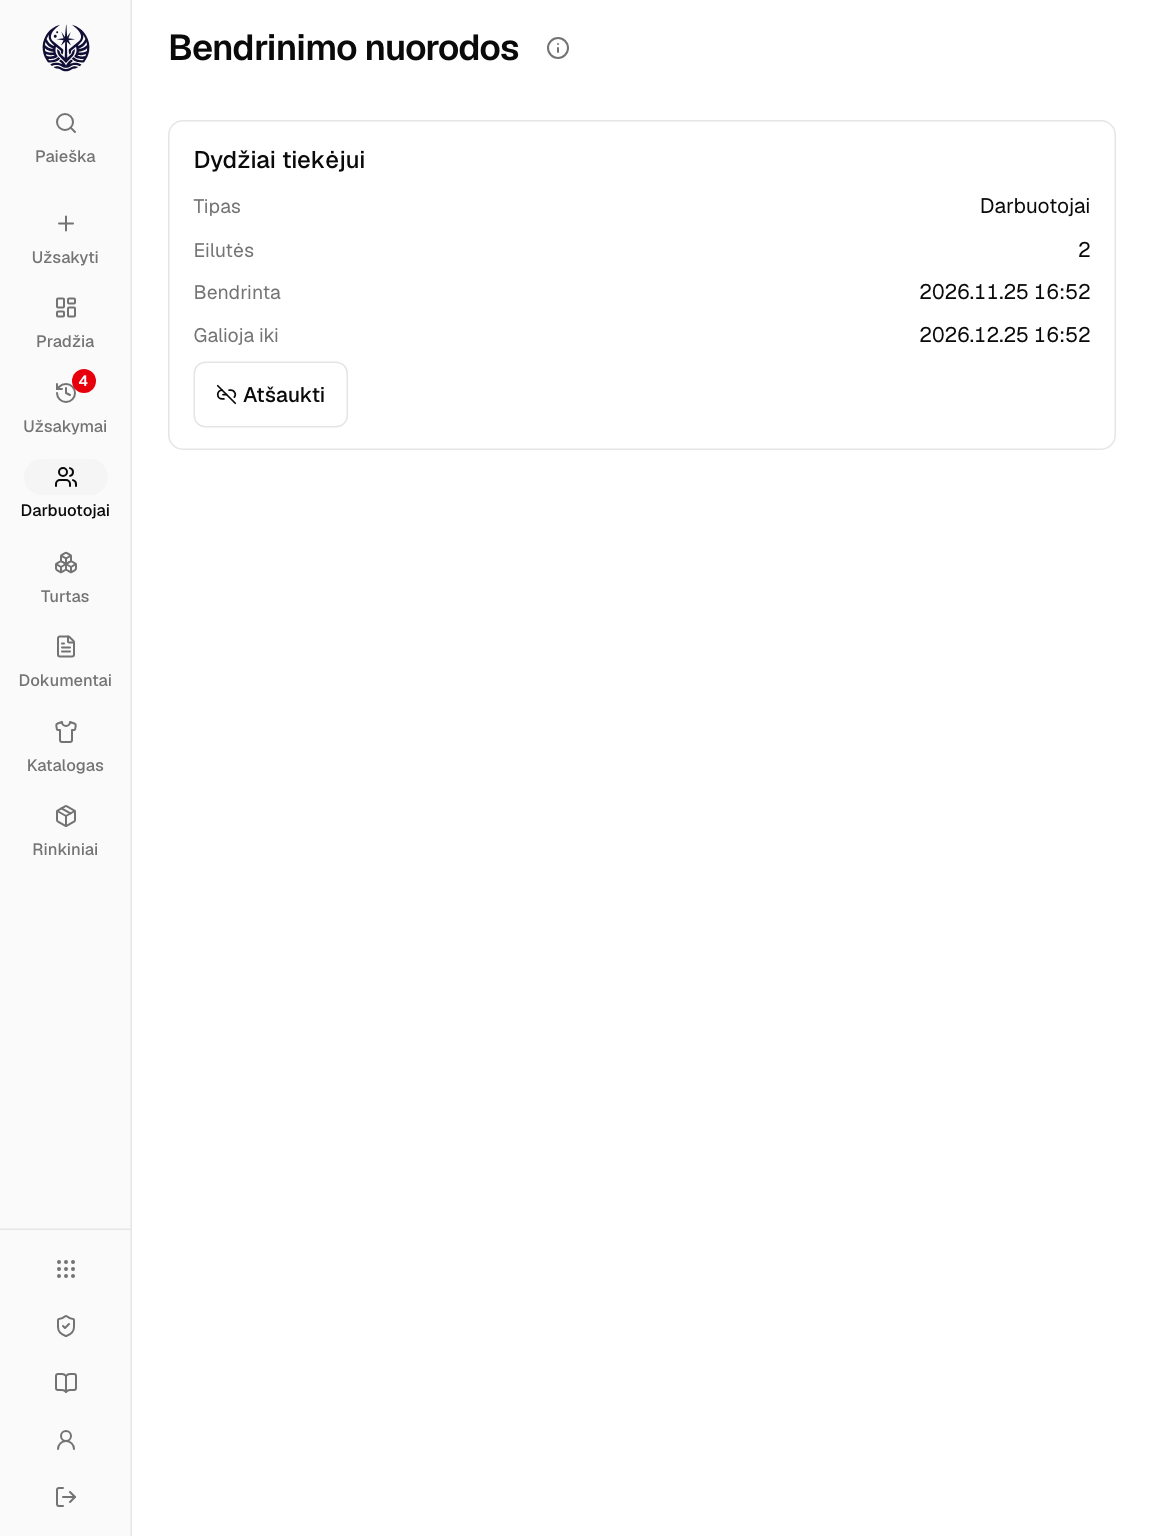 Bendrinimo nuorodos
Paieška
Užsakyti
Pradžia
4
Užsakymai
Darbuotojai
Turtas
Dokumentai
Katalogas
Rinkiniai
Dydžiai tiekėjui
Tipas Darbuotojai
Eilutės 2
Bendrinta 2026.11.25 16:52
Galioja iki 2026.12.25 16:52
Atšaukti